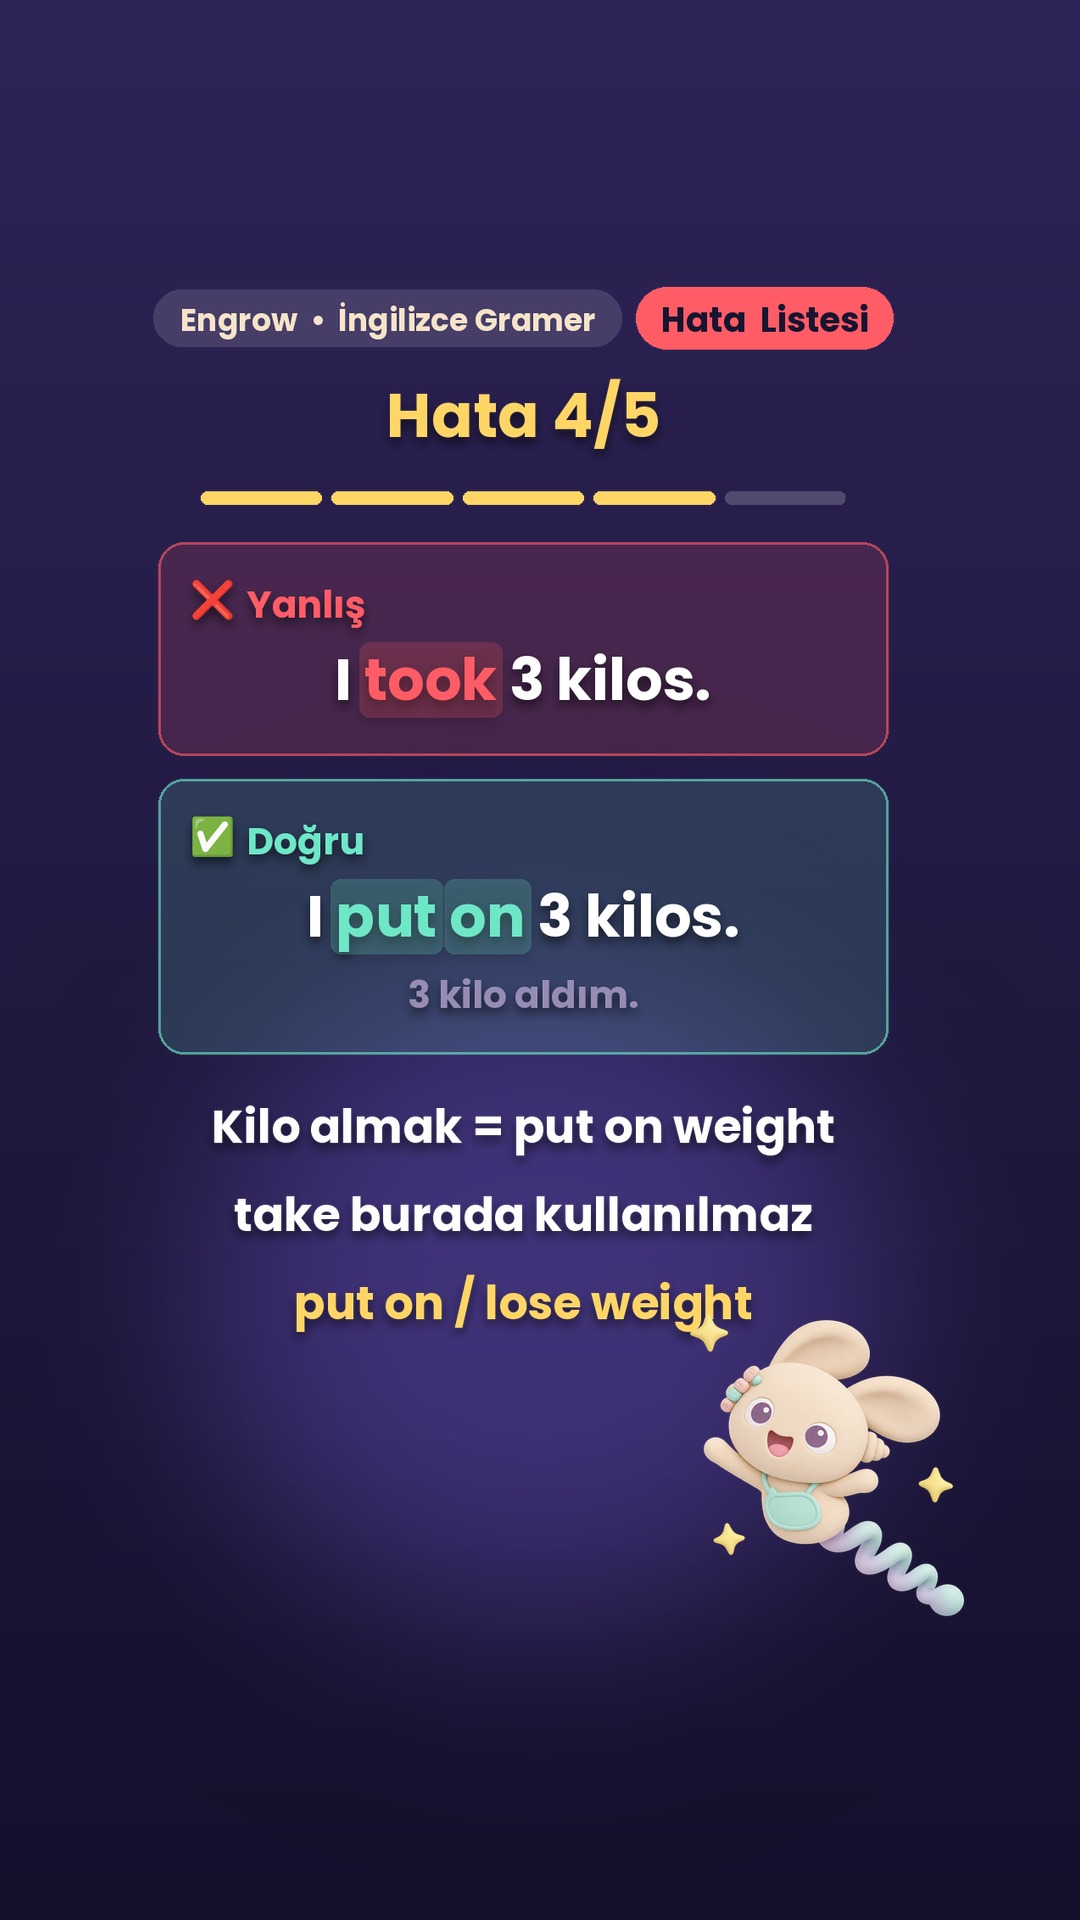 Engrow • İngilizce Gramer
Hata Listesi
Hata 4/5
❌ Yanlış
I took 3 kilos.
✅ Doğru
I put on 3 kilos.
3 kilo aldım.
Kilo almak = put on weight
take burada kullanılmaz
put on / lose weight